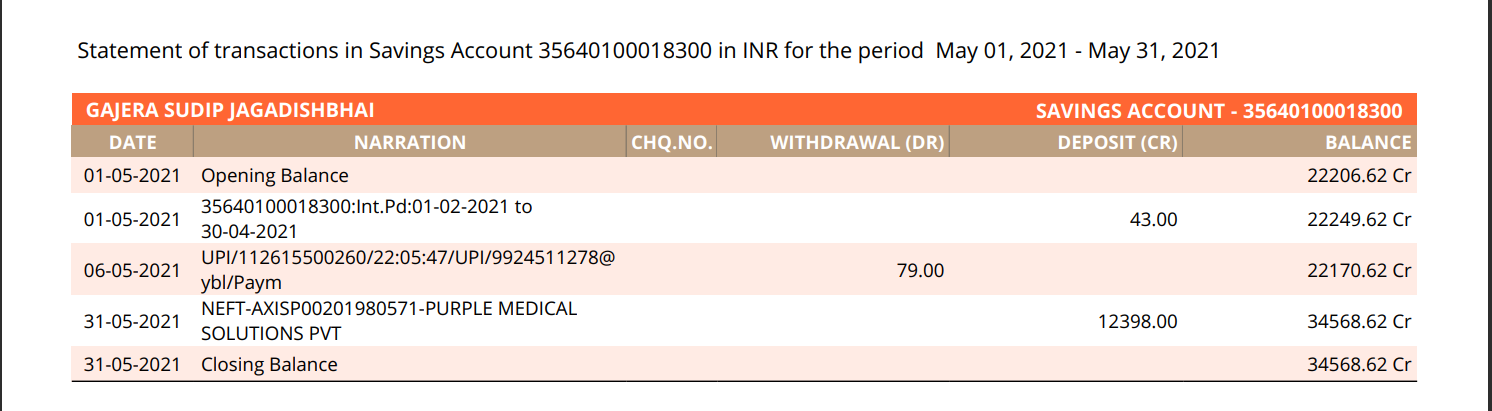 Statement of transactions in Savings Account 35640100018300 in INR for the period  May 01, 2021 - May 31, 2021
GAJERA SUDIP JAGADISHBHAI SAVINGS ACCOUNT - 35640100018300
DATE NARRATION CHQ.NO. WITHDRAWAL (DR) DEPOSIT (CR) BALANCE
01-05-2021 Opening Balance 22206.62 Cr
35640100018300:Int.Pd:01-02-2021 to
01-05-2021 43.00 22249.62 Cr
30-04-2021
UPI/112615500260/22:05:47/UPI/9924511278@
06-05-2021 79.00 22170.62 Cr
ybl/Paym
NEFT-AXISP00201980571-PURPLE MEDICAL
31-05-2021 12398.00 34568.62 Cr
SOLUTIONS PVT
31-05-2021 Closing Balance 34568.62 Cr